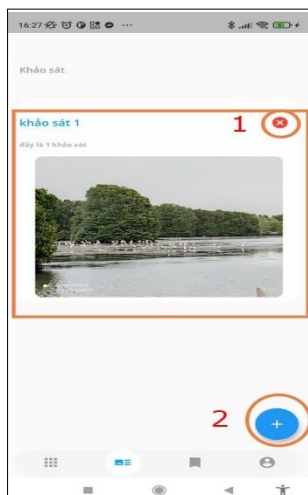 16:27
Khảo sát
khảo sát 1
1
đây là 1 khảo sát
2
+